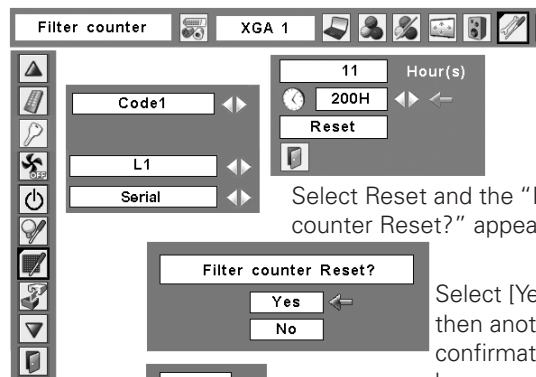 Filter counter
XGA 1
11 Hour(s)
200H
Reset
Code1
L1
Serial
OFF
Select Reset and the
counter Reset?" appea
Filter counter Reset?
Yes
No
Select [Ye
then anot
confirmat